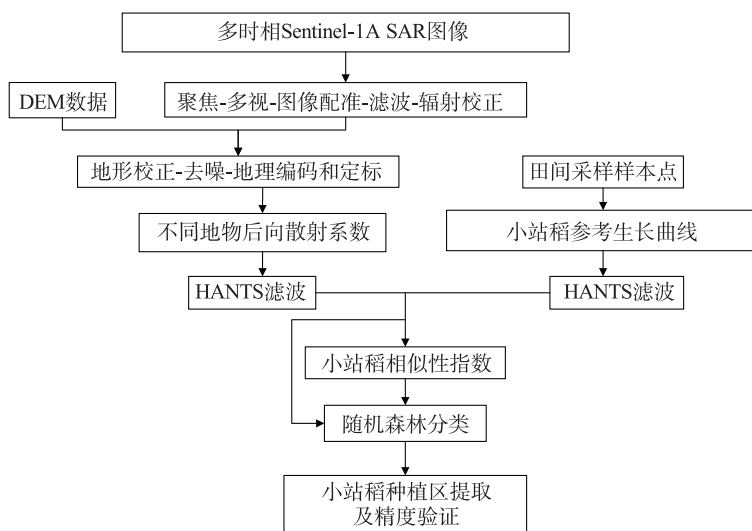 多时相Sentinel-1A SAR图像
DEM数据
聚焦-多视-图像配准-滤波-辐射校正
地形校正-去噪-地理编码和定标
田间采样样本点
不同地物后向散射系数
小站稻参考生长曲线
HANTS滤波
HANTS滤波
小站稻相似性指数
随机森林分类
小站稻种植区提取
及精度验证